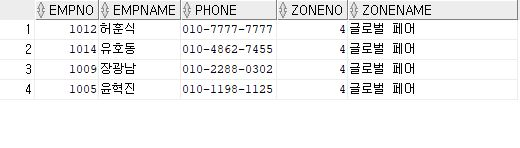 EMPNO EMPNAME PHONE ZONENO ZONENAME
1 1012 허훈식 010-7777-7777 4 글로벌 페어
2 1014 유호동 010-4862-7455 4 글로벌 페어
3 1009 장광남 010-2288-0302 4 글로벌 페어
4 1005 윤혁진 010-1198-1125 4 글로벌 페어